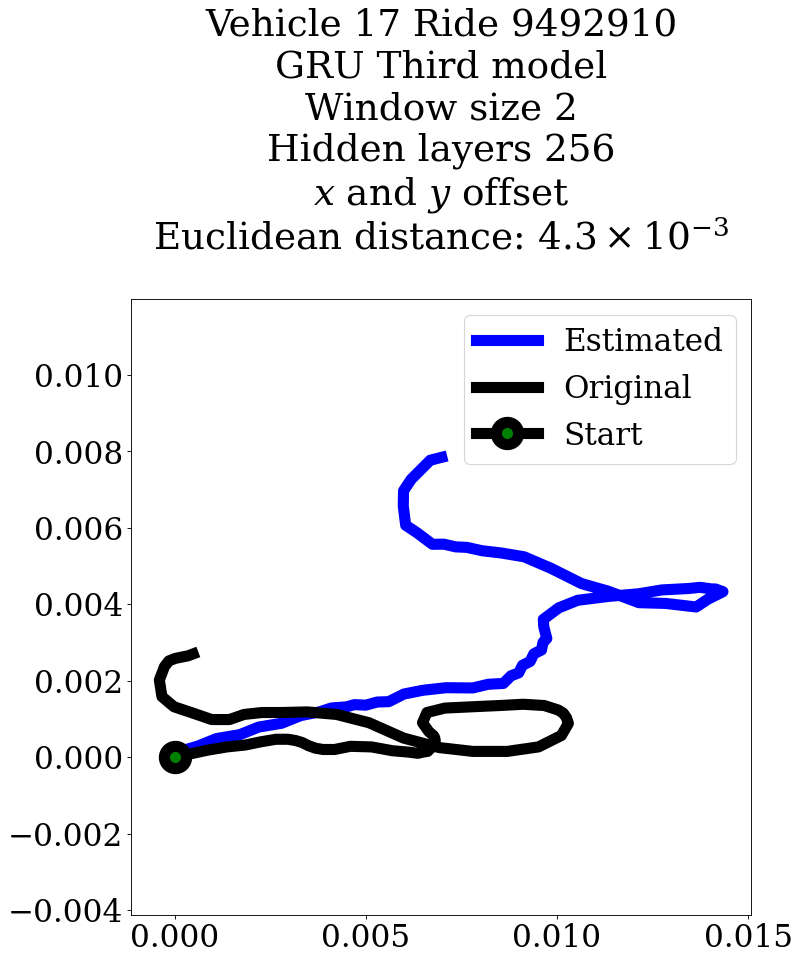 Vehicle 17 Ride 9492910
GRU Third model
Window size 2
Hidden layers 256
x and y offset
Euclidean distance: 4.3 × 10⁻³
Estimated
Original
Start
0.010
0.008
0.006
0.004
0.002
0.000
−0.002
−0.004
0.000 0.005 0.010 0.015